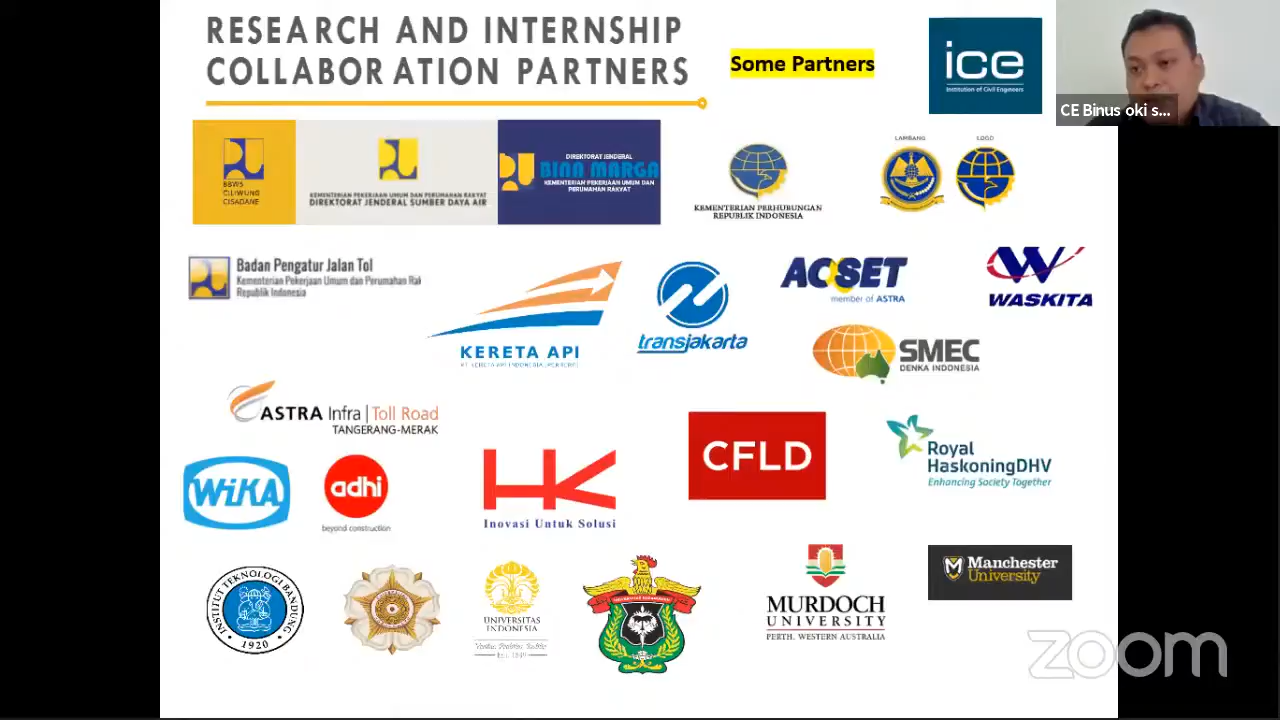 RESEARCH AND INTERNSHIP
COLLABORATION PARTNERS
Some Partners
ice
Institution of Civil Engineers
CE Binus oki s...
BBWS
CILIWUNG
CISADANE
KEMENTERIAN PEKERJAAN UMUM DAN PERUMAHAN RAKYAT
DIREKTORAT JENDERAL SUMBER DAYA AIR
DIREKTORAT JENDERAL
BINA MARGA
KEMENTERIAN PEKERJAAN UMUM DAN
PERUMAHAN RAKYAT
KEMENTERIAN PERHUBUNGAN
REPUBLIK INDONESIA
LAMBANG
LOGO
Badan Pengatur Jalan Tol
Kementerian Pekerjaan Umum dan Perumahan Rak
Republik Indonesia
KERETA API
transjakarta
ACSET
member of ASTRA
WASKITA
SMEC
DENKA INDONESIA
ASTRA Infra | Toll Road
TANGERANG-MERAK
WIKA
adhi
beyond construction
HK
Inovasi Untuk Solusi
CFLD
Royal
HaskoningDHV
Enhancing Society Together
INSTITUT TEKNOLOGI BANDUNG
1920
UNIVERSITAS
INDONESIA
MURDOCH
UNIVERSITY
PERTH, WESTERN AUSTRALIA
Manchester
University
zoom